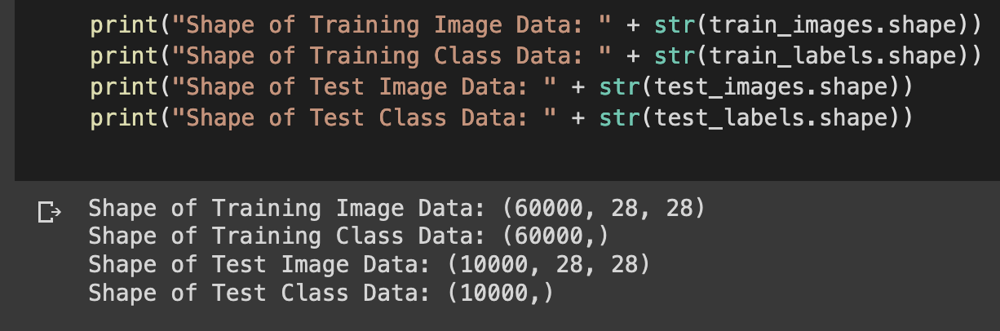 print("Shape of Training Image Data: " + str(train_images.shape))
print("Shape of Training Class Data: " + str(train_labels.shape))
print("Shape of Test Image Data: " + str(test_images.shape))
print("Shape of Test Class Data: " + str(test_labels.shape))
Shape of Training Image Data: (60000, 28, 28)
Shape of Training Class Data: (60000,)
Shape of Test Image Data: (10000, 28, 28)
Shape of Test Class Data: (10000,)